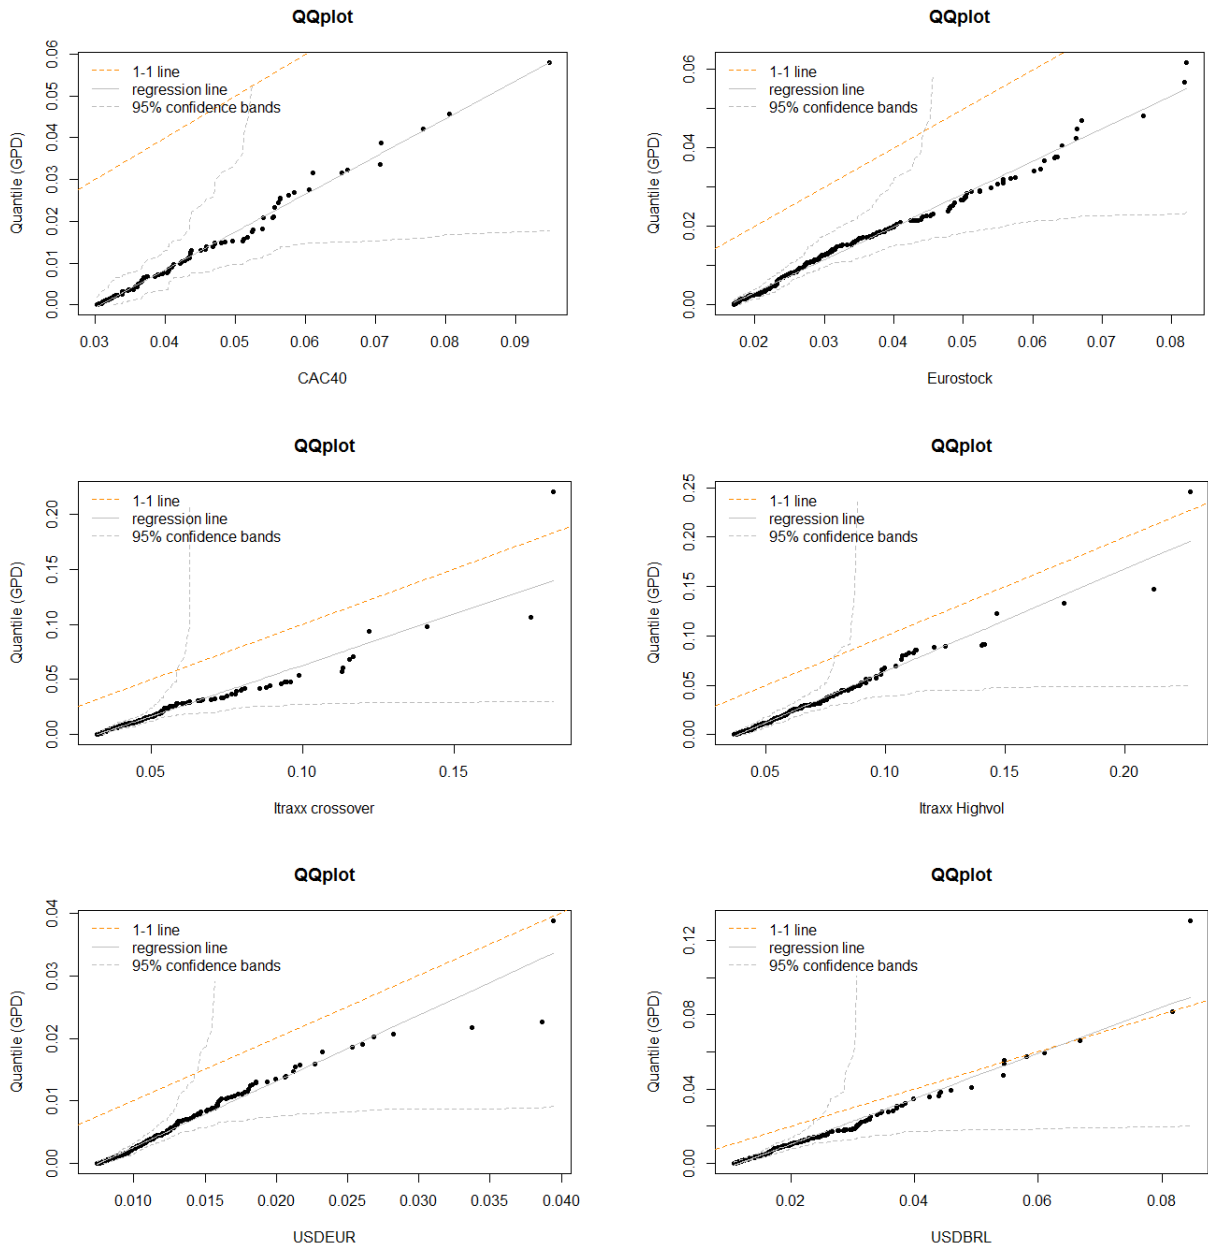 QQplot
1-1 line
regression line
95% confidence bands
Quantile (GPD)
0.00 0.01 0.02 0.03 0.04 0.05 0.06
0.03 0.04 0.05 0.06 0.07 0.08 0.09
CAC40
QQplot
1-1 line
regression line
95% confidence bands
Quantile (GPD)
0.00 0.02 0.04 0.06
0.02 0.03 0.04 0.05 0.06 0.07 0.08
Eurostock
QQplot
1-1 line
regression line
95% confidence bands
Quantile (GPD)
0.00 0.05 0.10 0.15 0.20
0.05 0.10 0.15
Itraxx crossover
QQplot
1-1 line
regression line
95% confidence bands
Quantile (GPD)
0.00 0.05 0.10 0.15 0.20 0.25
0.05 0.10 0.15 0.20
Itraxx Highvol
QQplot
1-1 line
regression line
95% confidence bands
Quantile (GPD)
0.00 0.01 0.02 0.03 0.04
0.010 0.015 0.020 0.025 0.030 0.035 0.040
USDEUR
QQplot
1-1 line
regression line
95% confidence bands
Quantile (GPD)
0.00 0.04 0.08 0.12
0.02 0.04 0.06 0.08
USDBRL